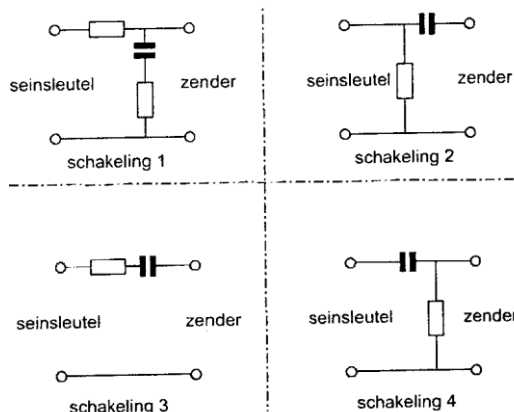 seinsleutel
zender
schakeling 1
seinsleutel
zender
schakeling 2
seinsleutel
zender
schakeling 3
seinsleutel
zender
schakeling 4